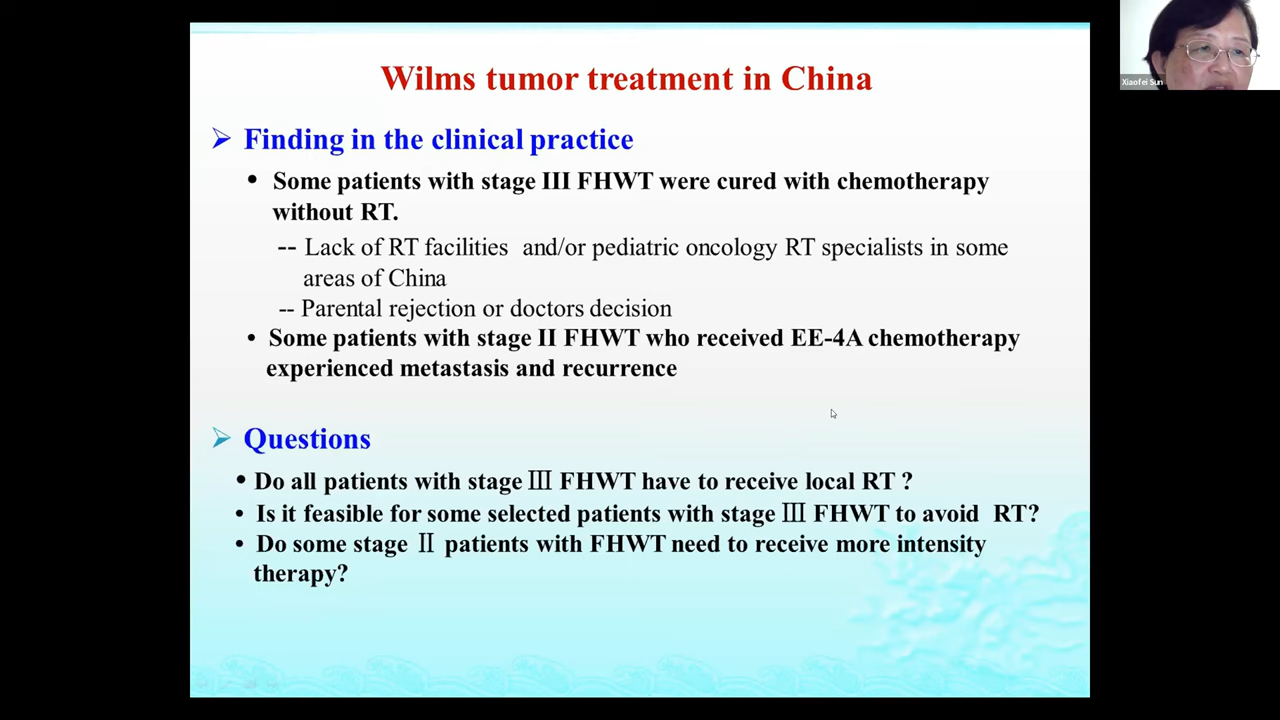 Wilms tumor treatment in China
Xiaofei Sun
➢ Finding in the clinical practice
• Some patients with stage III FHWT were cured with chemotherapy
without RT.
-- Lack of RT facilities and/or pediatric oncology RT specialists in some
areas of China
-- Parental rejection or doctors decision
• Some patients with stage II FHWT who received EE-4A chemotherapy
experienced metastasis and recurrence
➢ Questions
• Do all patients with stage Ⅲ FHWT have to receive local RT ?
• Is it feasible for some selected patients with stage Ⅲ FHWT to avoid RT?
• Do some stage Ⅱ patients with FHWT need to receive more intensity
therapy?